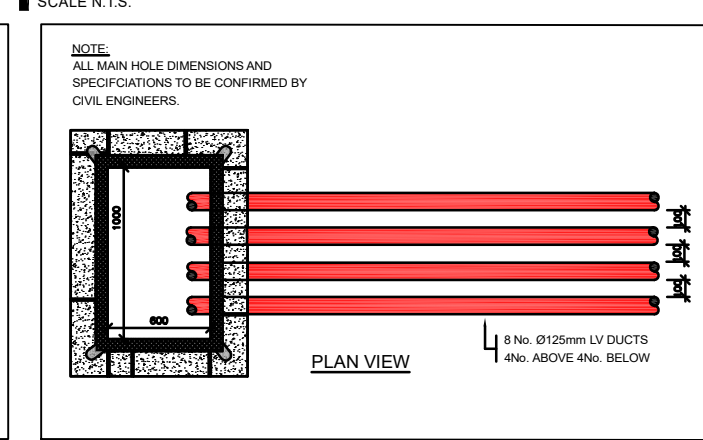 SCALE N.T.S.
NOTE:
ALL MAIN HOLE DIMENSIONS AND
SPECIFCIATIONS TO BE CONFIRMED BY
CIVIL ENGINEERS.
1000
600
100
100
100
8 No. Ø125mm LV DUCTS
4No. ABOVE 4No. BELOW
PLAN VIEW